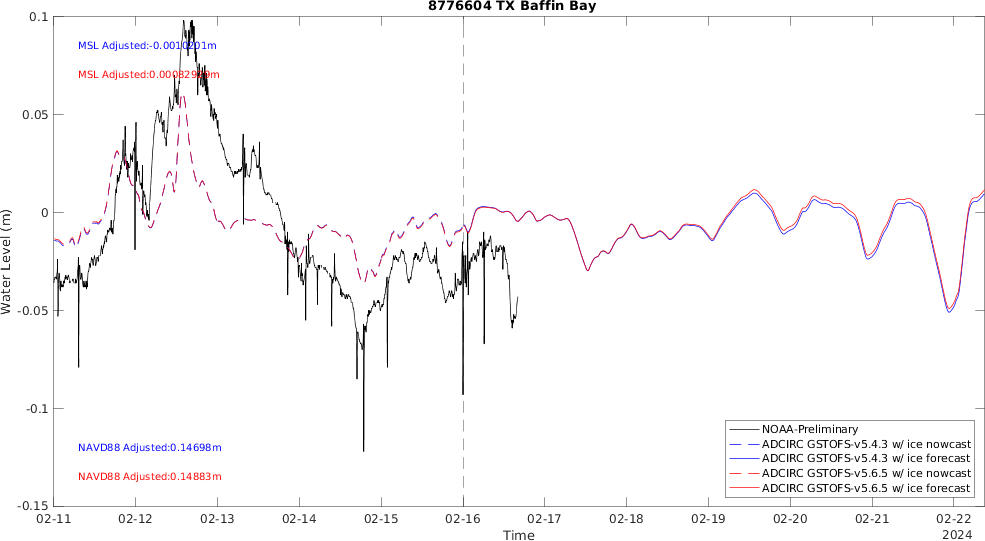 8776604 TX Baffin Bay
0.1
0.05
0
-0.05
-0.1
-0.15
Water Level (m)
MSL Adjusted:-0.0010201m
MSL Adjusted:
NAVD88 Adjusted:0.14698m
NAVD88 Adjusted:0.14883m
NOAA-Preliminary
ADCIRC GSTOFS-v5.4.3 w/ ice nowcast
ADCIRC GSTOFS-v5.4.3 w/ ice forecast
ADCIRC GSTOFS-v5.6.5 w/ ice nowcast
ADCIRC GSTOFS-v5.6.5 w/ ice forecast
02-11 02-12 02-13 02-14 02-15 02-16 02-17 02-18 02-19 02-20 02-21 02-22
Time
2024